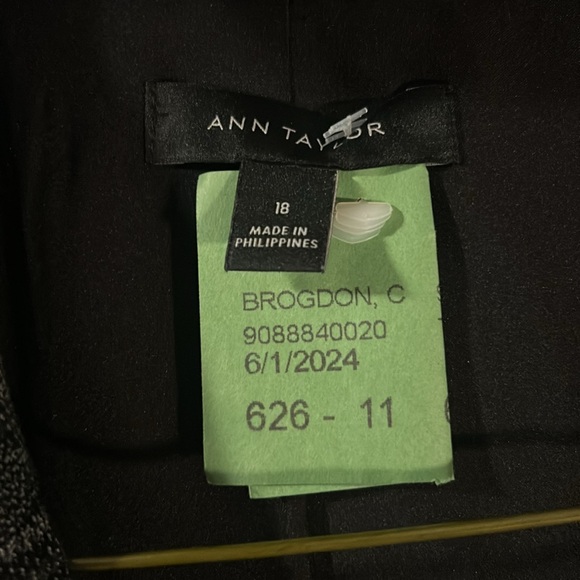 ANN TAYLOR
18
MADE IN
PHILIPPINES
BROGDON, C
9088840020
6/1/2024
626 - 11